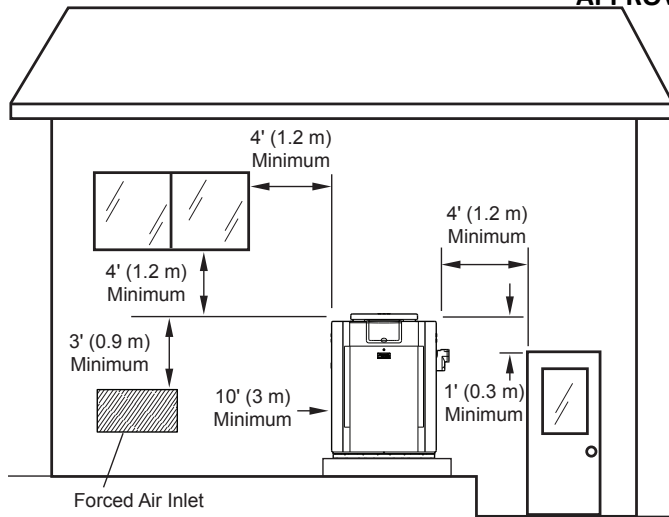 4' (1.2 m)
Minimum
4' (1.2 m)
Minimum
4' (1.2 m)
Minimum
3' (0.9 m)
Minimum
10' (3 m)
Minimum
1' (0.3 m)
Minimum
Forced Air Inlet